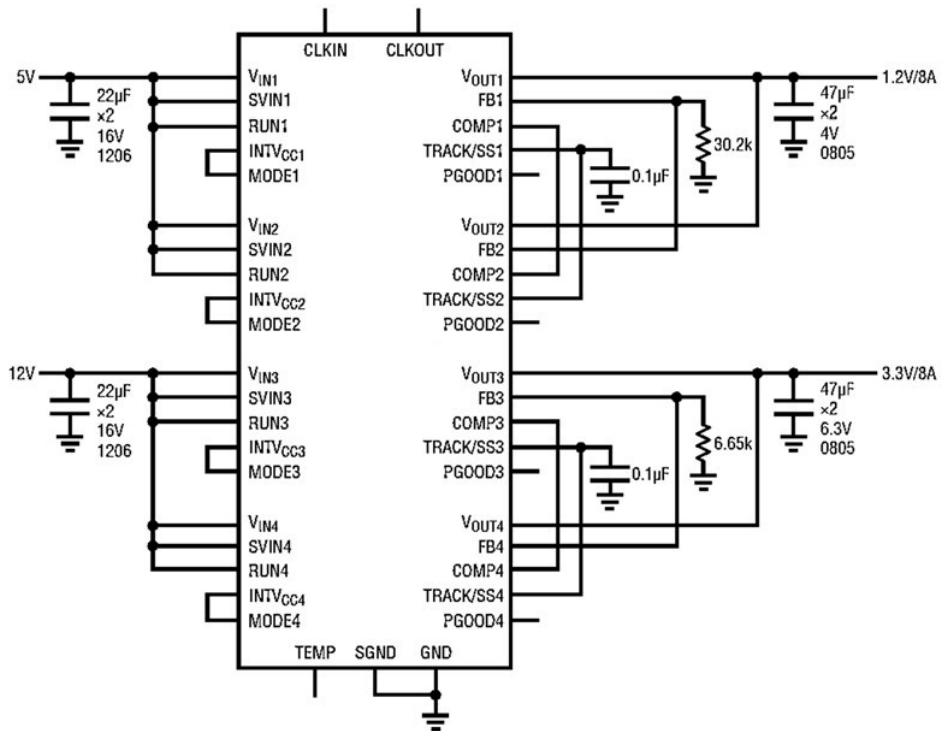 CLKIN CLKOUT
5V
22µF
×2
16V
1206
VIN1
SVIN1
RUN1
INTVCC1
MODE1
VIN2
SVIN2
RUN2
INTVCC2
MODE2
VOUT1
FB1
COMP1
TRACK/SS1
PGOOD1
VOUT2
FB2
COMP2
TRACK/SS2
PGOOD2
0.1µF
30.2k
47µF
×2
4V
0805
1.2V/8A
12V
22µF
×2
16V
1206
VIN3
SVIN3
RUN3
INTVCC3
MODE3
VIN4
SVIN4
RUN4
INTVCC4
MODE4
VOUT3
FB3
COMP3
TRACK/SS3
PGOOD3
VOUT4
FB4
COMP4
TRACK/SS4
PGOOD4
0.1µF
6.65k
47µF
×2
6.3V
0805
3.3V/8A
TEMP SGND GND